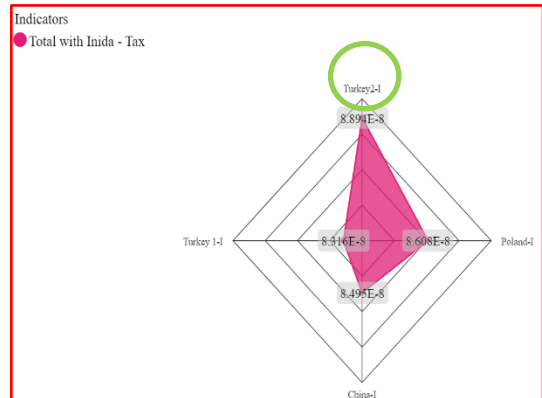 Indicators
Total with Inida - Tax
Turkey2-I
8.894E-8
Turkey 1-I
8.316E-8
8.608E-8
Poland-I
8.495E-8
China-I